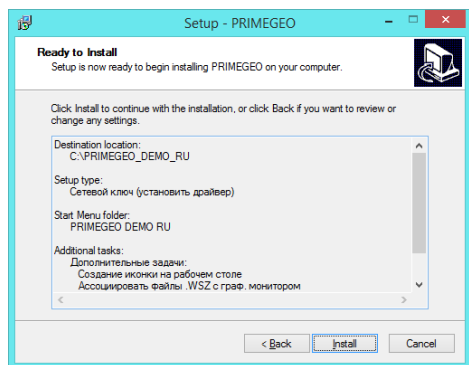 Setup - PRIMEGEO
Ready to Install
Setup is now ready to begin installing PRIMEGEO on your computer.
Click Install to continue with the installation, or click Back if you want to review or
change any settings.
Destination location:
C:\PRIMEGEO_DEMO_RU
Setup type:
Сетевой ключ (установить драйвер)
Start Menu folder:
PRIMEGEO DEMO RU
Additional tasks:
Дополнительные задачи:
Создание иконки на рабочем столе
Ассоциировать файлы .WSZ с граф. монитором
< Back
Install
Cancel